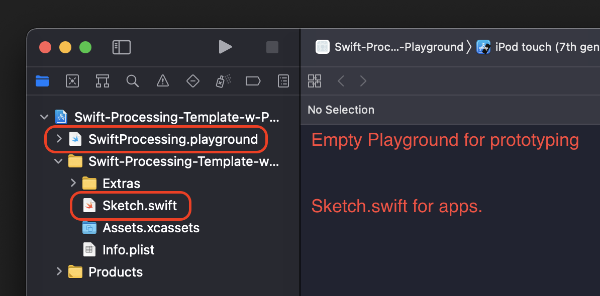 Swift-Proc...-Playground 〉 iPod touch (7th gen
No Selection
Swift-Processing-Template-w-P...
SwiftProcessing.playground
Empty Playground for prototyping
Swift-Processing-Template-w...
Extras
Sketch.swift
Sketch.swift for apps.
Assets.xcassets
Info.plist
Products